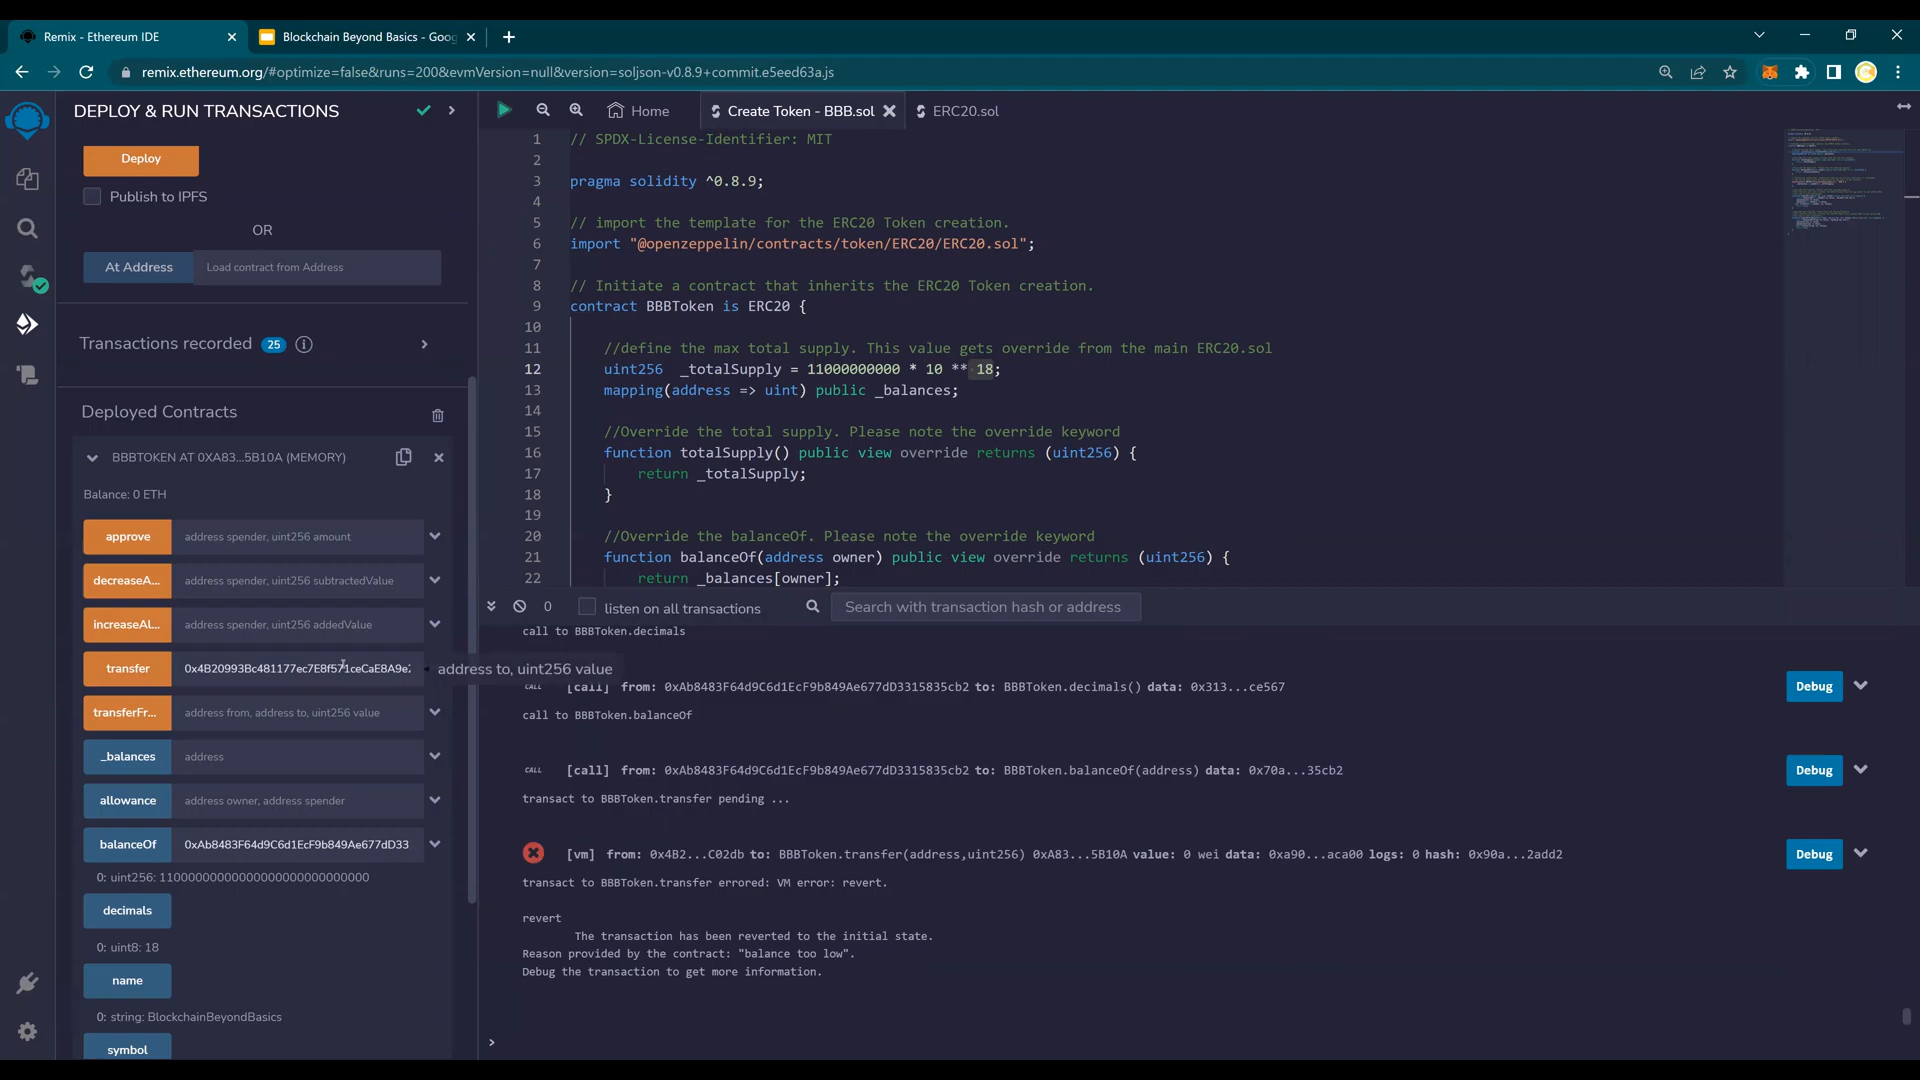 Remix - Ethereum IDE
Blockchain Beyond Basics - Goog
remix.ethereum.org/#optimize=false&runs=200&evmVersion=null&version=soljson-v0.8.9+commit.e5eed63a.js
DEPLOY & RUN TRANSACTIONS
Deploy
Publish to IPFS
OR
At Address
Load contract from Address
Transactions recorded 25 i
Deployed Contracts
BBBTOKEN AT 0XA83...5B10A (MEMORY)
Balance: 0 ETH
approve address spender, uint256 amount
decreaseA... address spender, uint256 subtractedValue
increaseAl... address spender, uint256 addedValue
transfer 0x4B20993Bc481177ec7E8f571ceCaE8A9e2
address to, uint256 value
transferFr... address from, address to, uint256 value
_balances address
allowance address owner, address spender
balanceOf 0xAb8483F64d9C6d1EcF9b849Ae677dD33
decimals
0: uint8: 18
name
0: string: BlockchainBeyondBasics
symbol
Home
Create Token - BBB.sol
ERC20.sol
1 // SPDX-License-Identifier: MIT
2
3 pragma solidity ^0.8.9;
4
5 // import the template for the ERC20 Token creation.
6 import "@openzeppelin/contracts/token/ERC20/ERC20.sol";
7
8 // Initiate a contract that inherits the ERC20 Token creation.
9 contract BBBToken is ERC20 {
10
11 //define the max total supply. This value gets override from the main ERC20.sol
12 uint256 _totalSupply = 11000000000 * 10 ** 18;
13 mapping(address => uint) public _balances;
14
15 //Override the total supply. Please note the override keyword
16 function totalSupply() public view override returns (uint256) {
17 return _totalSupply;
18 }
19
20 //Override the balanceOf. Please note the override keyword
21 function balanceOf(address owner) public view override returns (uint256) {
22 return _balances[owner];
0
listen on all transactions
Search with transaction hash or address
call to BBBToken.decimals
CALL [call] from: 0xAb8483F64d9C6d1EcF9b849Ae677dD3315835cb2 to: BBBToken.decimals() data: 0x313...ce567
Debug
call to BBBToken.balanceOf
CALL [call] from: 0xAb8483F64d9C6d1EcF9b849Ae677dD3315835cb2 to: BBBToken.balanceOf(address) data: 0x70a...35cb2
Debug
transact to BBBToken.transfer pending ...
[vm] from: 0x4B2...C02db to: BBBToken.transfer(address,uint256) 0xA83...5B10A value: 0 wei data: 0xa90...aca00 logs: 0 hash: 0x90a...2add2
Debug
transact to BBBToken.transfer errored: VM error: revert.
revert
The transaction has been reverted to the initial state.
Reason provided by the contract: "balance too low".
Debug the transaction to get more information.
>